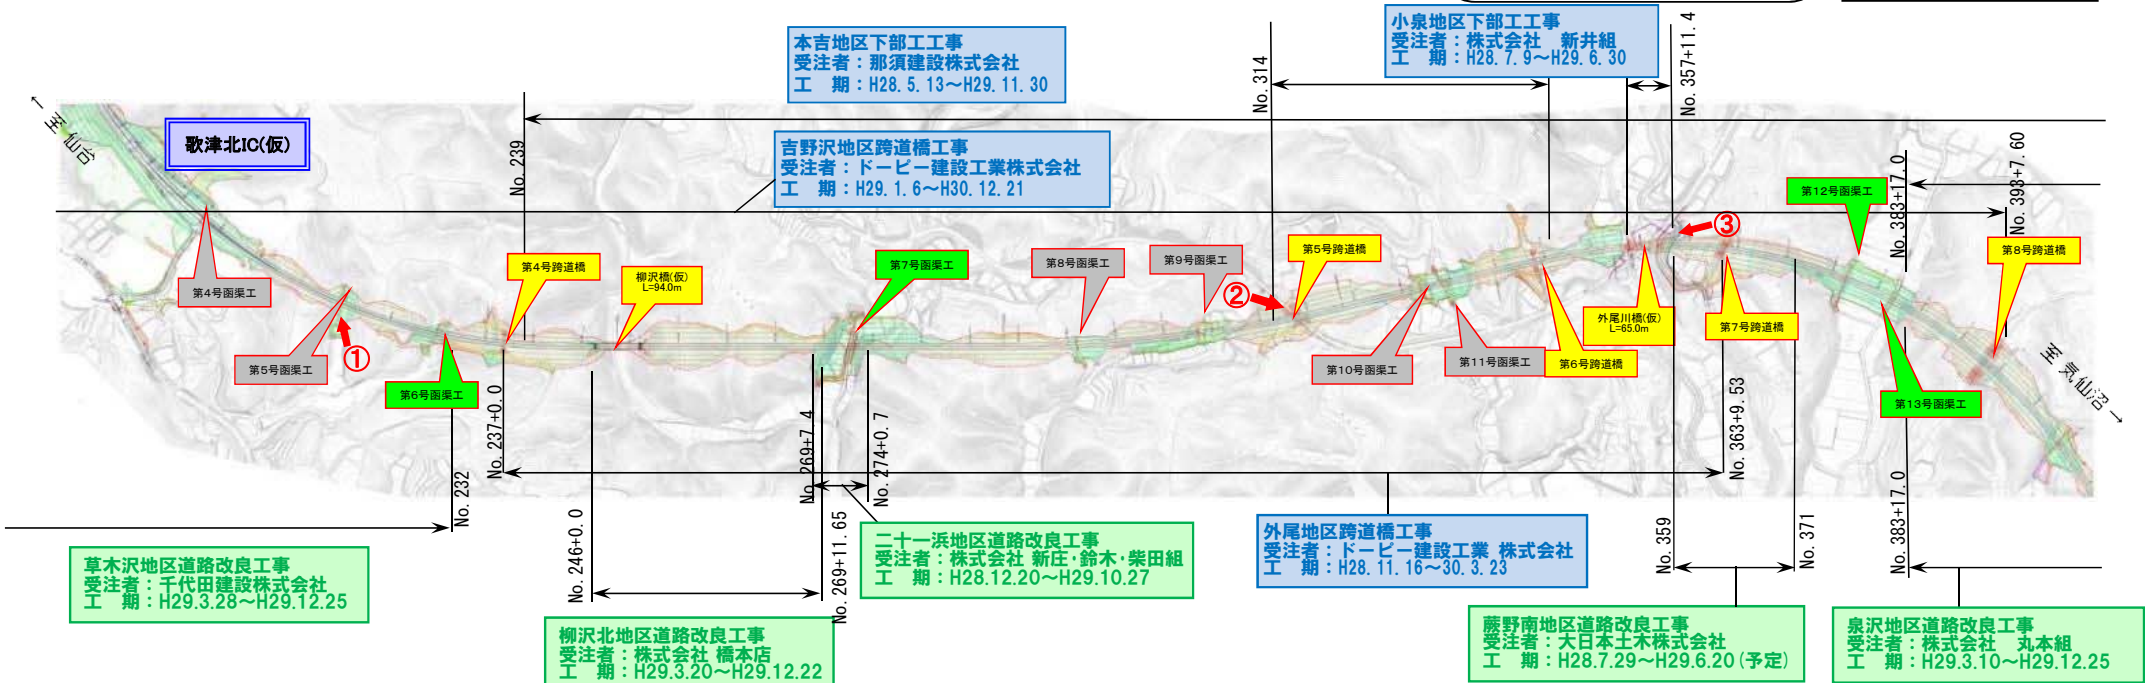 本吉地区下部工工事
受注者：那須建設株式会社
工　期：H28.5.13～H29.11.30
小泉地区下部工工事
受注者：株式会社　新井組
工　期：H28.7.9～H29.6.30
No.314
No.357+11.4
←至 仙台
歌津北IC(仮)
No.239
吉野沢地区跨道橋工事
受注者：ドーピー建設工業株式会社
工　期：H29.1.6～H30.12.21
No.383+17.0
No.393+7.60
第12号函渠工
③
第4号函渠工
第4号跨道橋
柳沢橋(仮)
L=94.0m
第7号函渠工
第8号函渠工
第9号函渠工
第5号跨道橋
②
第8号跨道橋
外尾川橋(仮)
L=65.0m
第7号跨道橋
①
第5号函渠工
第6号函渠工
第10号函渠工
第11号函渠工
第6号跨道橋
第13号函渠工
至 気仙沼→
No.232
No.237+0.0
No.246+0.0
No.269+7.4
No.269+11.65
No.274+0.7
No.363+9.53
No.359
No.371
No.383+17.0
草木沢地区道路改良工事
受注者：千代田建設株式会社
工　期：H29.3.28～H29.12.25
二十一浜地区道路改良工事
受注者：株式会社 新庄・鈴木・柴田組
工　期：H28.12.20～H29.10.27
外尾地区跨道橋工事
受注者：ドーピー建設工業 株式会社
工　期：H28.11.16～30.3.23
柳沢北地区道路改良工事
受注者：株式会社 橋本店
工　期：H29.3.20～H29.12.22
蕨野南地区道路改良工事
受注者：大日本土木株式会社
工　期：H28.7.29～H29.6.20(予定)
泉沢地区道路改良工事
受注者：株式会社　丸本組
工　期：H29.3.10～H29.12.25